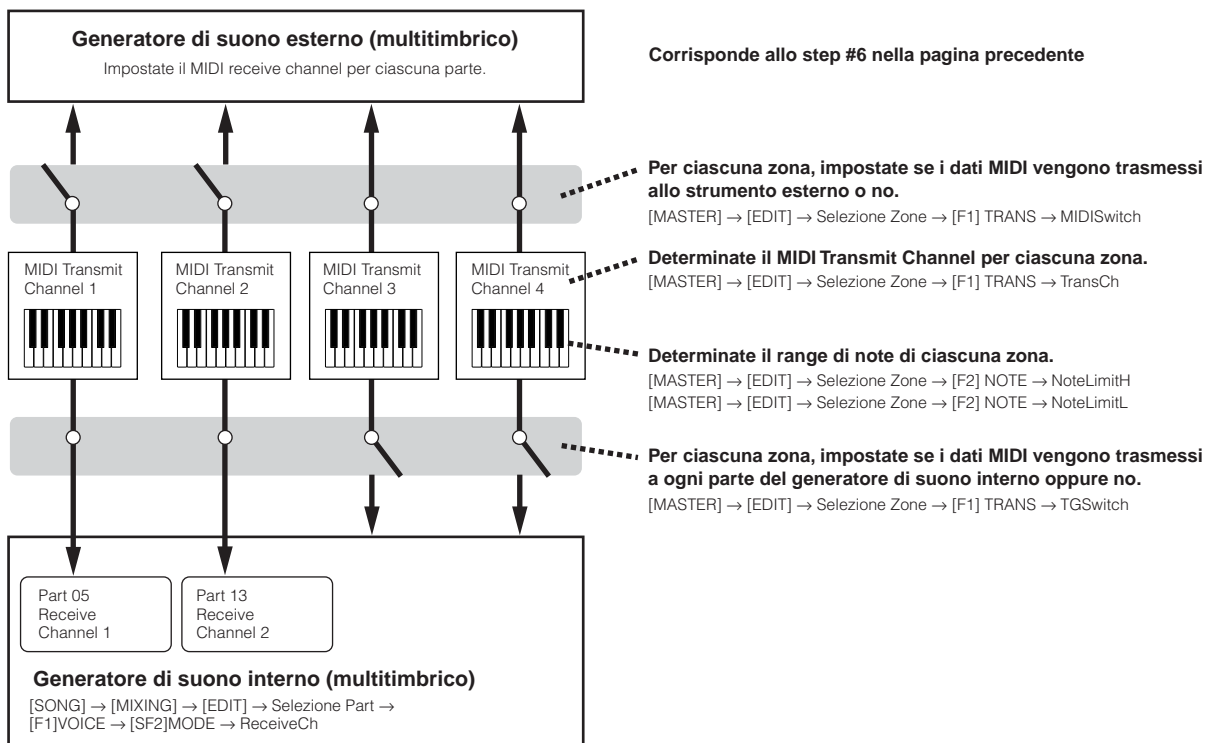 Generatore di suono esterno (multitimbrico)
Impostate il MIDI receive channel per ciascuna parte.
Corrisponde allo step #6 nella pagina precedente
Per ciascuna zona, impostate se i dati MIDI vengono trasmessi
allo strumento esterno o no.
[MASTER] → [EDIT] → Selezione Zone → [F1] TRANS → MIDISwitch
MIDI Transmit
Channel 1
MIDI Transmit
Channel 2
MIDI Transmit
Channel 3
MIDI Transmit
Channel 4
Determinate il MIDI Transmit Channel per ciascuna zona.
[MASTER] → [EDIT] → Selezione Zone → [F1] TRANS → TransCh
Determinate il range di note di ciascuna zona.
[MASTER] → [EDIT] → Selezione Zone → [F2] NOTE → NoteLimitH
[MASTER] → [EDIT] → Selezione Zone → [F2] NOTE → NoteLimitL
Per ciascuna zona, impostate se i dati MIDI vengono trasmessi
a ogni parte del generatore di suono interno oppure no.
[MASTER] → [EDIT] → Selezione Zone → [F1] TRANS → TGSwitch
Part 05
Receive
Channel 1
Part 13
Receive
Channel 2
Generatore di suono interno (multitimbrico)
[SONG] → [MIXING] → [EDIT] → Selezione Part →
[F1]VOICE → [SF2]MODE → ReceiveCh